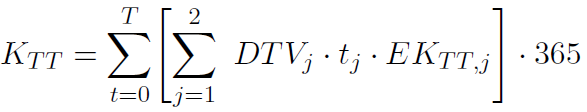 K_{TT} = \sum_{t=0}^{T} \left[ \sum_{j=1}^{2} DTV_j \cdot t_j \cdot EK_{TT,j} \right] \cdot 365